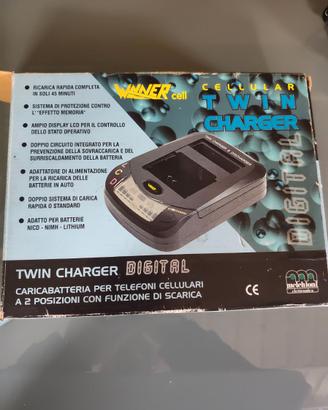 • RICARICA RAPIDA COMPLETA
IN SOLI 45 MINUTI
• SISTEMA DI PROTEZIONE CONTRO
L'"EFFETTO MEMORIA"
• AMPIO DISPLAY LCD PER IL CONTROLLO
DELLO STATO OPERATIVO
• DOPPIO CIRCUITO INTEGRATO PER LA
PREVENZIONE DELLA SOVRACCARICA E DEL
SURRISCALDAMENTO DELLA BATTERIA
• ADATTATORE DI ALIMENTAZIONE
PER LA RICARICA DELLE
BATTERIE IN AUTO
• DOPPIO SISTEMA DI CARICA
RAPIDA O STANDARD
• ADATTO PER BATTERIE
NICD - NIMH - LITHIUM
WINNER cell
CELLULAR
TWIN
CHARGER
DIGITAL
C
D
WINNER
TWIN CHARGER DIGITAL
CARICABATTERIA PER TELEFONI CELLULARI
A 2 POSIZIONI CON FUNZIONE DI SCARICA
CE
melchioni
elettronica